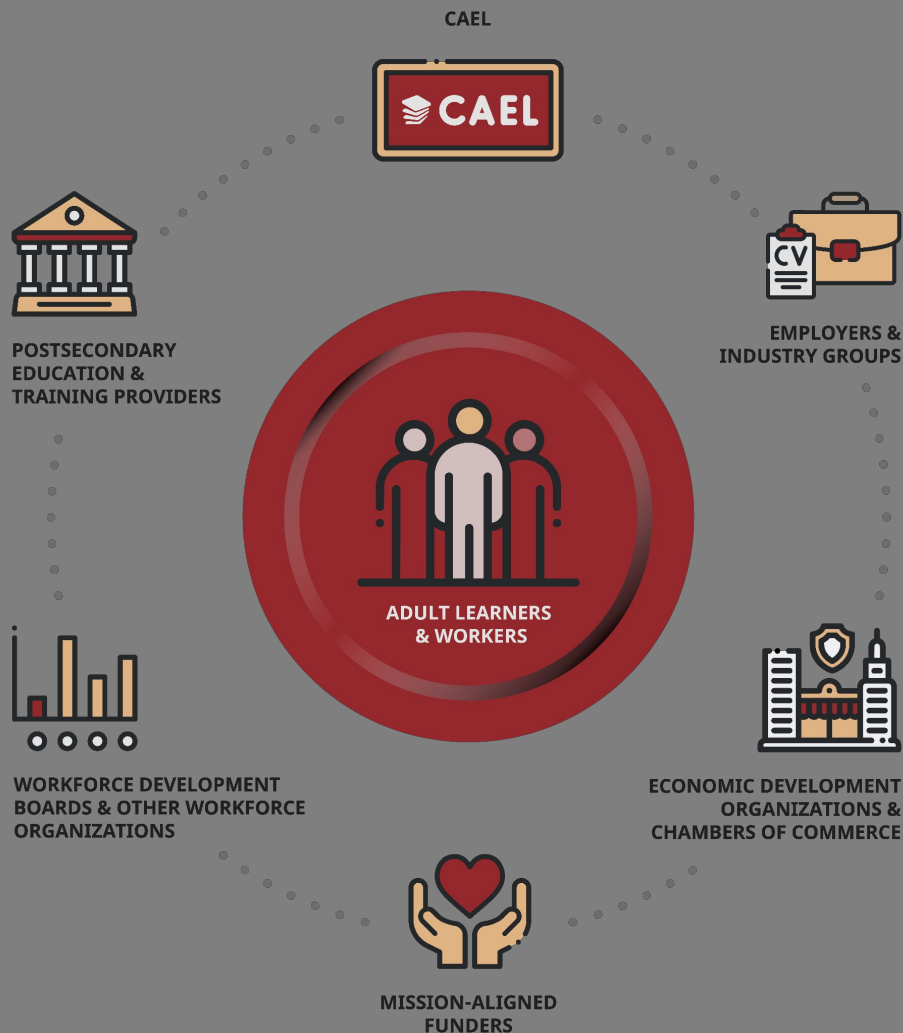 CAEL
CAEL
CV
POSTSECONDARY
EDUCATION &
TRAINING PROVIDERS
EMPLOYERS &
INDUSTRY GROUPS
ADULT LEARNERS
& WORKERS
WORKFORCE DEVELOPMENT
BOARDS & OTHER WORKFORCE
ORGANIZATIONS
ECONOMIC DEVELOPMENT
ORGANIZATIONS &
CHAMBERS OF COMMERCE
MISSION-ALIGNED
FUNDERS